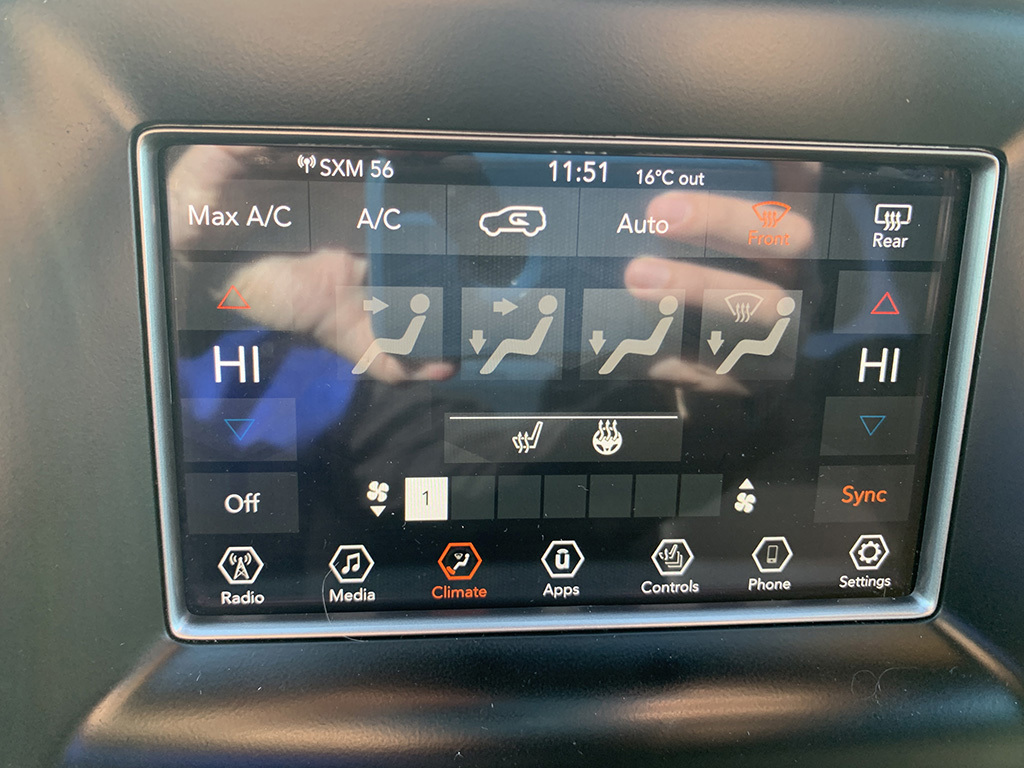 SXM 56 11:51 16°C out
Max A/C A/C Auto Front Rear
HI HI
Off 1 Sync
Radio Media Climate Apps Controls Phone Settings